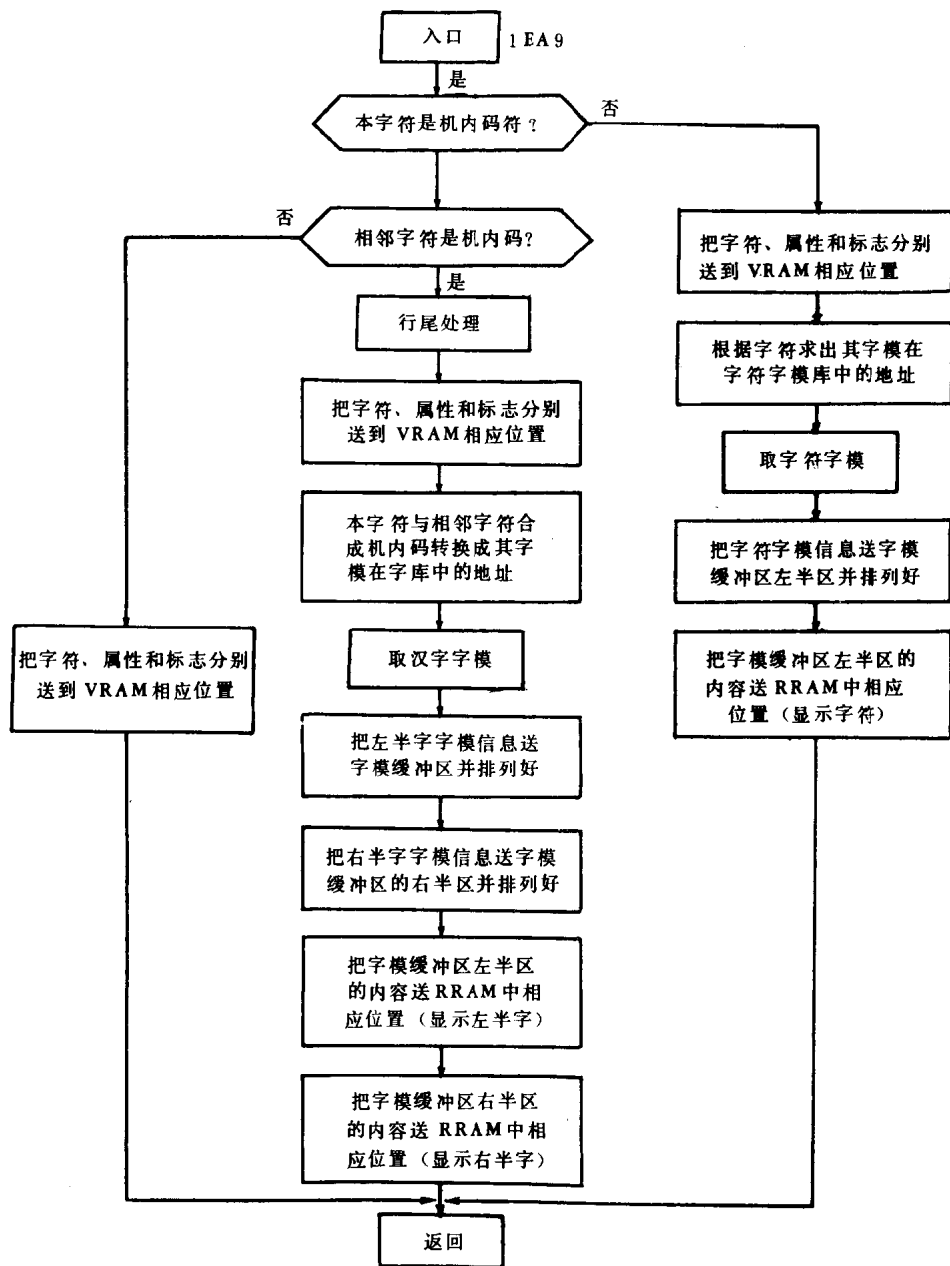 入口
1EA9
是
本字符是机内码符？
否
相邻字符是机内码？
否
是
行尾处理
把字符、属性和标志分别
送到 VRAM 相应位置
本字符与相邻字符合
成机内码转换成其字
模在字库中的地址
取汉字字模
把左半字字模信息送
字模缓冲区并排列好
把右半字字模信息送字模
缓冲区的右半区并排列好
把字模缓冲区左半区
的内容送 RRAM 中相
应位置（显示左半字）
把字模缓冲区右半区
的内容送 RRAM 中相
应位置（显示右半字）
把字符、属性和标志分别
送到 VRAM 相应位置
把字符、属性和标志分别
送到 VRAM 相应位置
根据字符求出其字模在
字符字模库中的地址
取字符字模
把字符字模信息送字模
缓冲区左半区并排列好
把字模缓冲区左半区的
内容送 RRAM 中相应
位置（显示字符）
返回